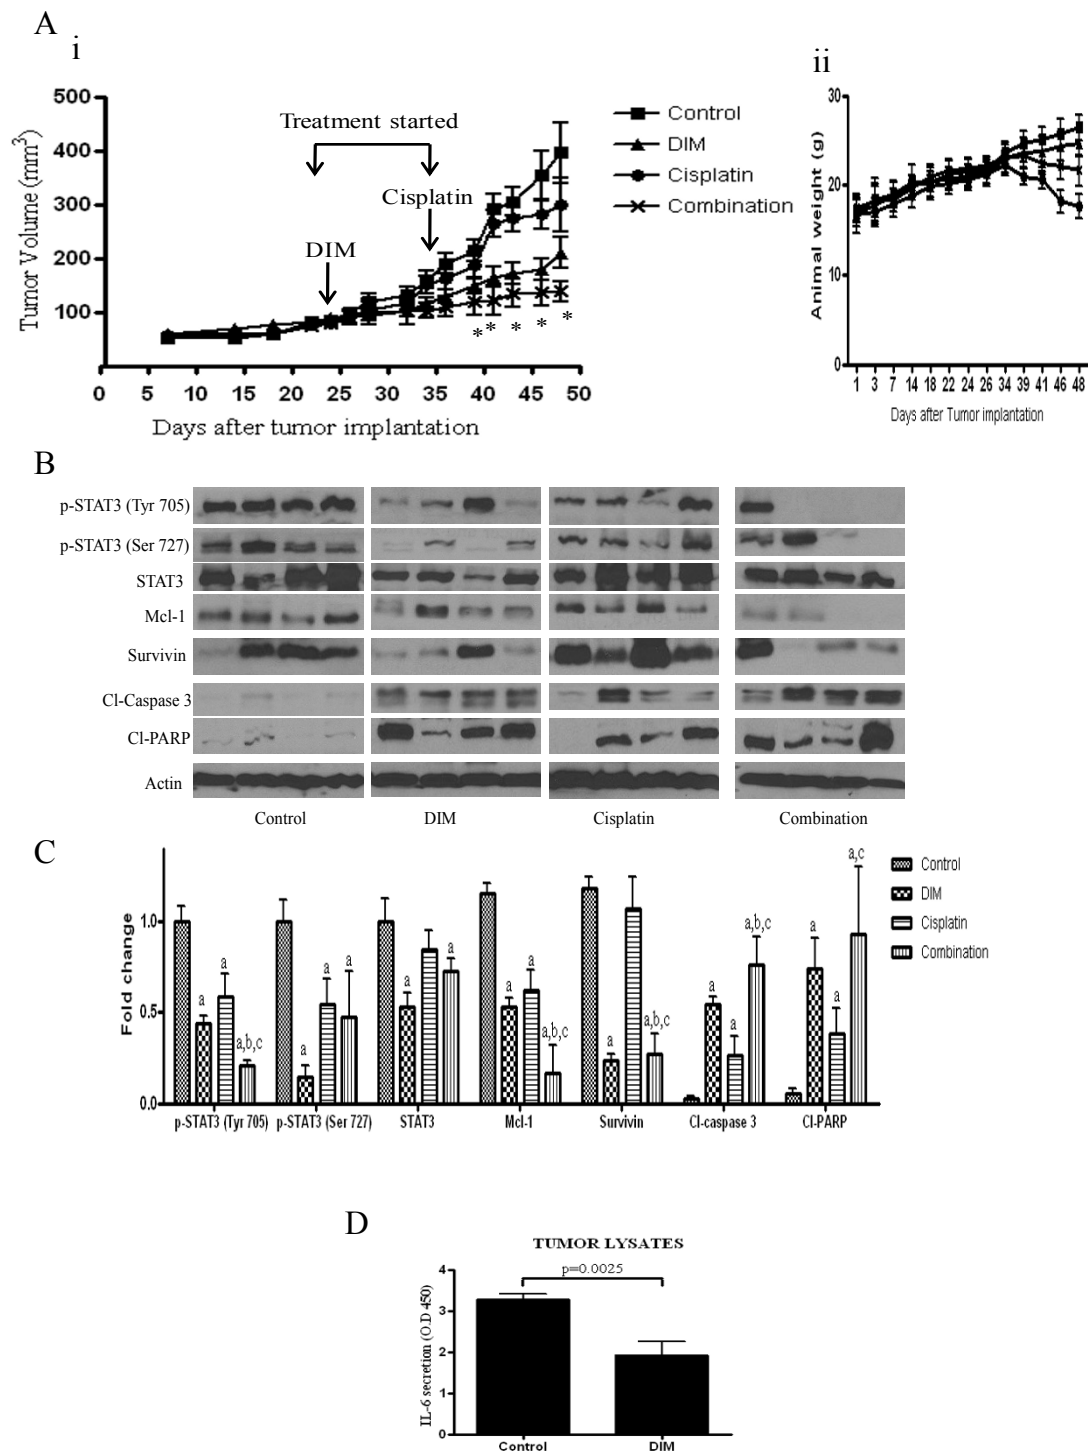 A
i
500
400
300
200
100
Tumor Volume (mm³)
Treatment started
Cisplatin
DIM
* * * * *
0 5 10 15 20 25 30 35 40 45 50
Days after tumor implantation
Control
DIM
Cisplatin
Combination
ii
30
20
10
0
Animal weight (g)
1 3 7 14 18 22 24 26 34 39 41 46 48
Days after Tumor implantation
B
p-STAT3 (Tyr 705)
p-STAT3 (Ser 727)
STAT3
Mcl-1
Survivin
Cl-Caspase 3
Cl-PARP
Actin
Control DIM Cisplatin Combination
C
Fold change
1.0
0.5
0.0
a a a,b,c
a a a
a a
a a a,b,c
a a,b,c
a a a,b,c
a a a,c
p-STAT3 (Tyr 705) p-STAT3 (Ser 727) STAT3 Mcl-1 Survivin Cl-caspase 3 Cl-PARP
Control
DIM
Cisplatin
Combination
D
TUMOR LYSATES
p=0.0025
4
3
2
1
0
IL-6 secretion (O.D 450)
Control DIM